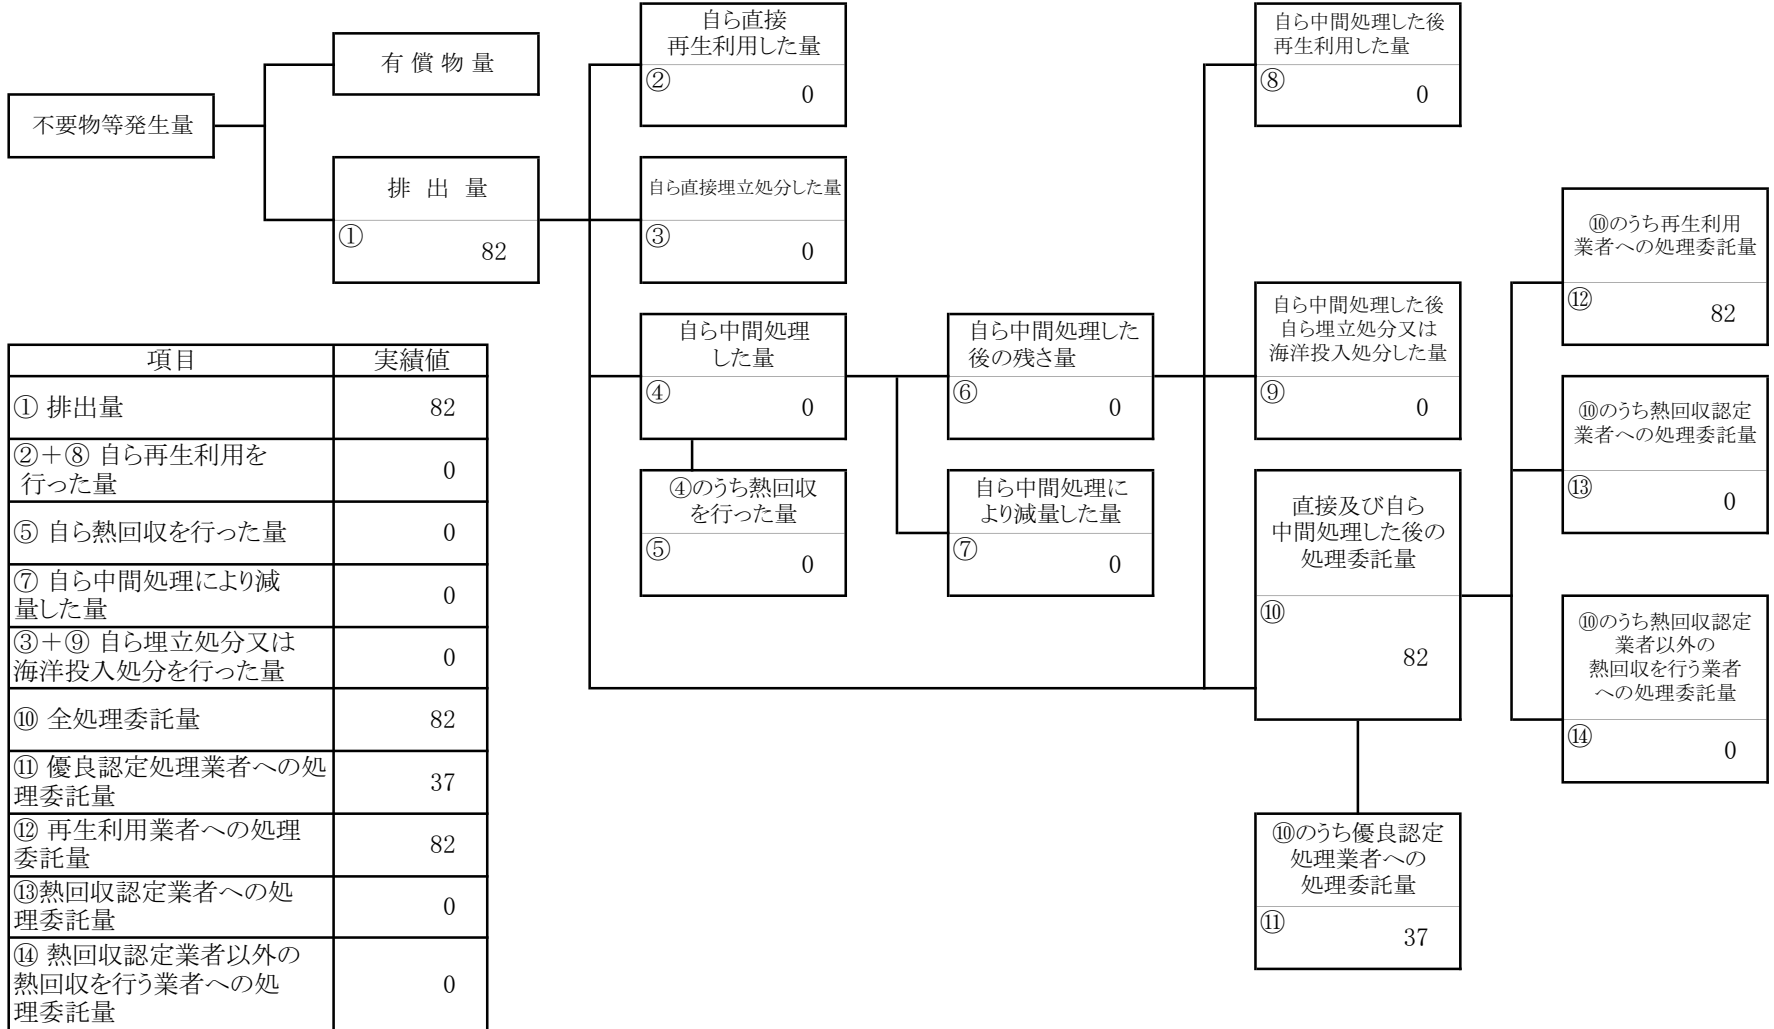 不要物等発生量
有 償 物 量
排 出 量
①
82
自ら直接
再生利用した量
②
0
自ら直接埋立処分した量
③
0
自ら中間処理
した量
④
0
④のうち熱回収
を行った量
⑤
0
自ら中間処理した
後の残さ量
⑥
0
自ら中間処理に
より減量した量
⑦
0
自ら中間処理した後
再生利用した量
⑧
0
自ら中間処理した後
自ら埋立処分又は
海洋投入処分した量
⑨
0
直接及び自ら
中間処理した後の
処理委託量
⑩
82
⑩のうち優良認定
処理業者への
処理委託量
⑪
37
⑩のうち再生利用
業者への処理委託量
⑫
82
⑩のうち熱回収認定
業者への処理委託量
⑬
0
⑩のうち熱回収認定
業者以外の
熱回収を行う業者
への処理委託量
⑭
0
項目 実績値
① 排出量 82
②＋⑧ 自ら再生利用を
行った量 0
⑤ 自ら熱回収を行った量 0
⑦ 自ら中間処理により減
量した量 0
③＋⑨ 自ら埋立処分又は
海洋投入処分を行った量 0
⑩ 全処理委託量 82
⑪ 優良認定処理業者への処
理委託量 37
⑫ 再生利用業者への処理
委託量 82
⑬熱回収認定業者への処
理委託量 0
⑭ 熱回収認定業者以外の
熱回収を行う業者への処
理委託量 0